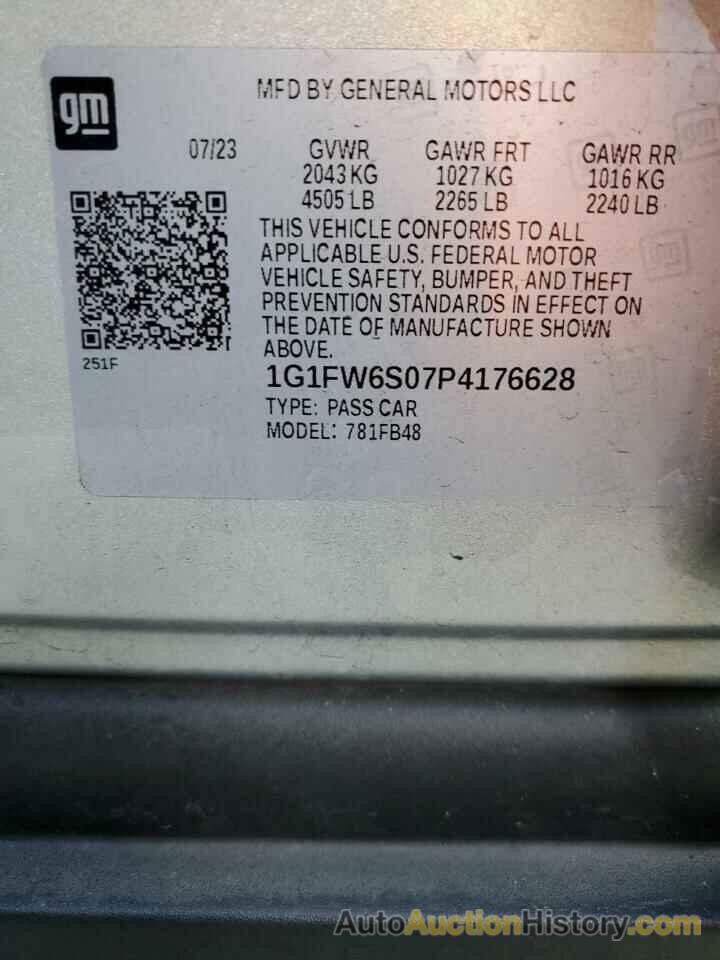 gm
MFD BY GENERAL MOTORS LLC
07/23 GVWR GAWR FRT GAWR RR
2043 KG 1027 KG 1016 KG
4505 LB 2265 LB 2240 LB
THIS VEHICLE CONFORMS TO ALL
APPLICABLE U.S. FEDERAL MOTOR
VEHICLE SAFETY, BUMPER, AND THEFT
PREVENTION STANDARDS IN EFFECT ON
THE DATE OF MANUFACTURE SHOWN
ABOVE.
251F
1G1FW6S07P4176628
TYPE: PASS CAR
MODEL: 781FB48
AutoAuctionHistory.com